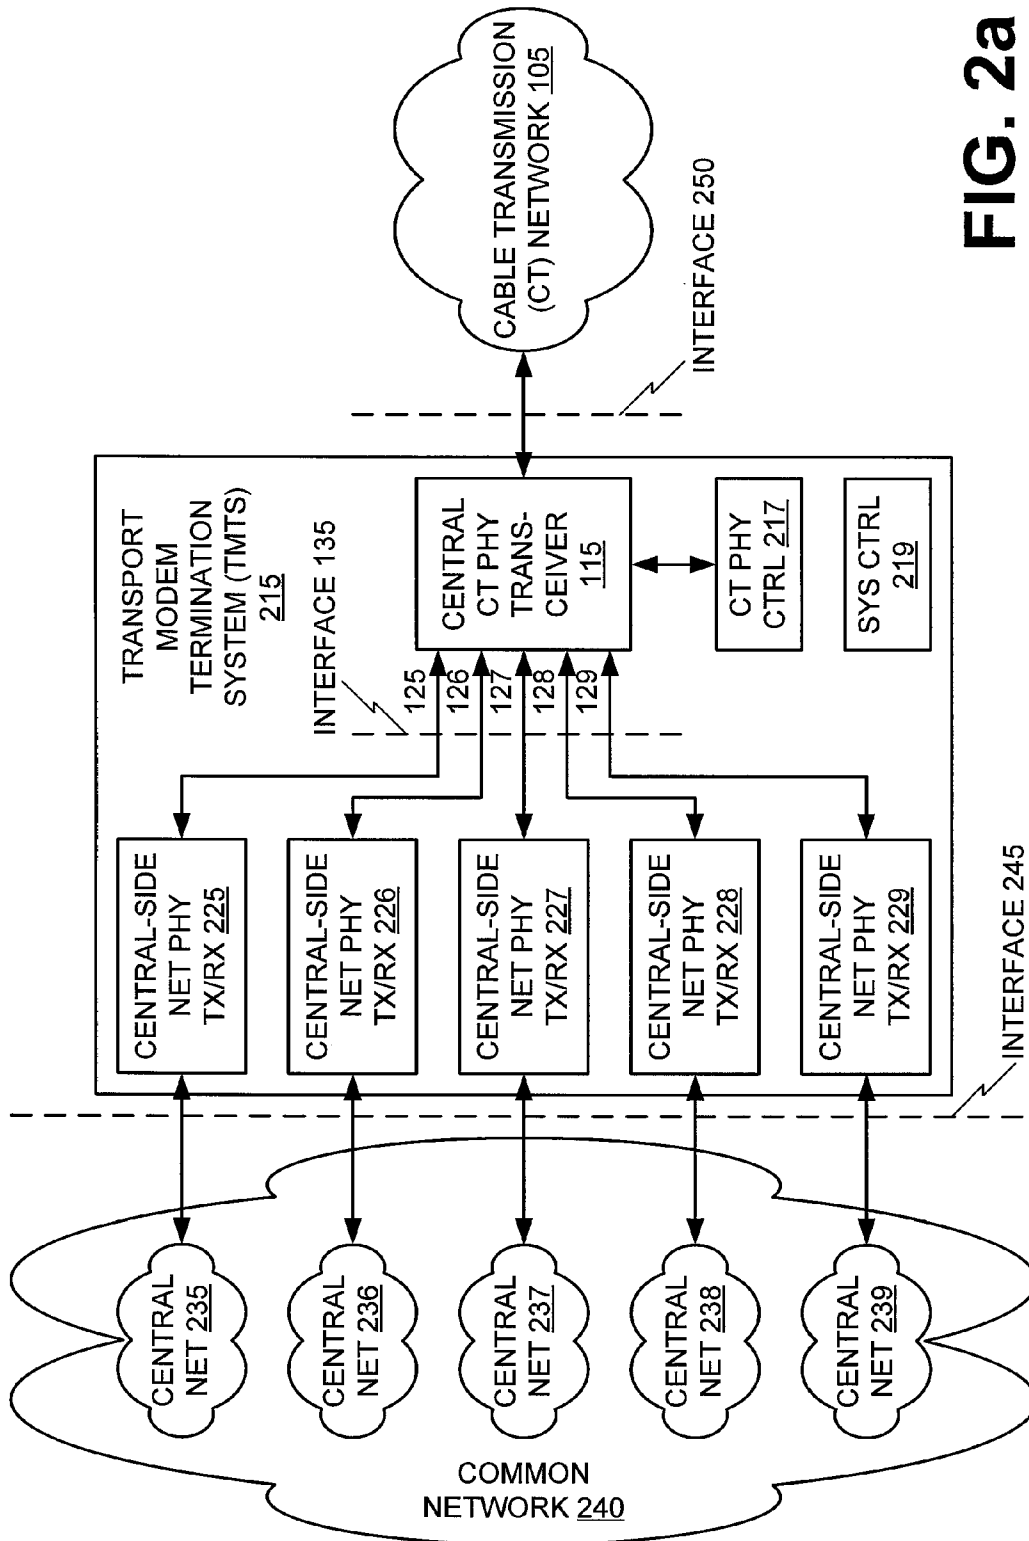 TRANSPORT
MODEM
TERMINATION
SYSTEM (TMTS)
215
COMMON
NETWORK 240
CENTRAL
NET 235
CENTRAL
NET 236
CENTRAL
NET 237
CENTRAL
NET 238
CENTRAL
NET 239
INTERFACE 245
CENTRAL-SIDE
NET PHY
TX/RX 225
CENTRAL-SIDE
NET PHY
TX/RX 226
CENTRAL-SIDE
NET PHY
TX/RX 227
CENTRAL-SIDE
NET PHY
TX/RX 228
CENTRAL-SIDE
NET PHY
TX/RX 229
INTERFACE 135
125
126
127
128
129
CENTRAL
CT PHY
TRANS-
CEIVER
115
CT PHY
CTRL 217
SYS CTRL
219
INTERFACE 250
CABLE TRANSMISSION
(CT) NETWORK 105
FIG. 2a